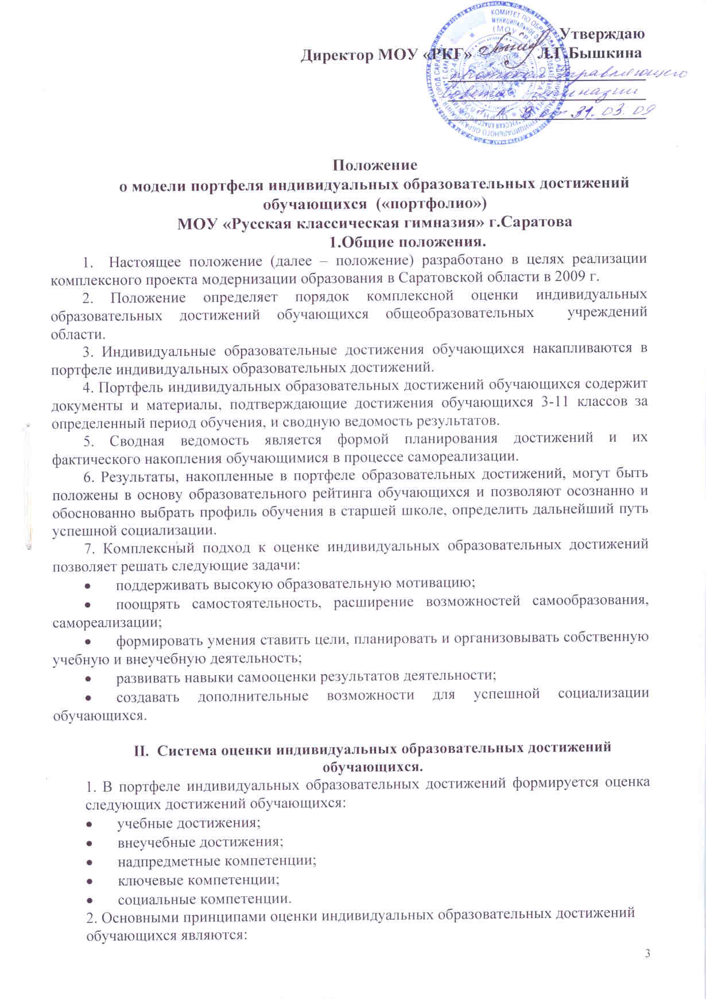 Утверждаю
Директор МОУ «РКГ» Л.Г.Бышкина
протокол Управляющего
Совета гимназии
от 31.03.09
Положение
о модели портфеля индивидуальных образовательных достижений
обучающихся («портфолио»)
МОУ «Русская классическая гимназия» г.Саратова
1.Общие положения.
1. Настоящее положение (далее – положение) разработано в целях реализации
комплексного проекта модернизации образования в Саратовской области в 2009 г.
2. Положение определяет порядок комплексной оценки индивидуальных
образовательных достижений обучающихся общеобразовательных учреждений
области.
3. Индивидуальные образовательные достижения обучающихся накапливаются в
портфеле индивидуальных образовательных достижений.
4. Портфель индивидуальных образовательных достижений обучающихся содержит
документы и материалы, подтверждающие достижения обучающихся 3-11 классов за
определенный период обучения, и сводную ведомость результатов.
5. Сводная ведомость является формой планирования достижений и их
фактического накопления обучающимися в процессе самореализации.
6. Результаты, накопленные в портфеле образовательных достижений, могут быть
положены в основу образовательного рейтинга обучающихся и позволяют осознанно и
обоснованно выбрать профиль обучения в старшей школе, определить дальнейший путь
успешной социализации.
7. Комплексный подход к оценке индивидуальных образовательных достижений
позволяет решать следующие задачи:
• поддерживать высокую образовательную мотивацию;
• поощрять самостоятельность, расширение возможностей самообразования,
самореализации;
• формировать умения ставить цели, планировать и организовывать собственную
учебную и внеучебную деятельность;
• развивать навыки самооценки результатов деятельности;
• создавать дополнительные возможности для успешной социализации
обучающихся.
II. Система оценки индивидуальных образовательных достижений
обучающихся.
1. В портфеле индивидуальных образовательных достижений формируется оценка
следующих достижений обучающихся:
• учебные достижения;
• внеучебные достижения;
• надпредметные компетенции;
• ключевые компетенции;
• социальные компетенции.
2. Основными принципами оценки индивидуальных образовательных достижений
обучающихся являются:
3